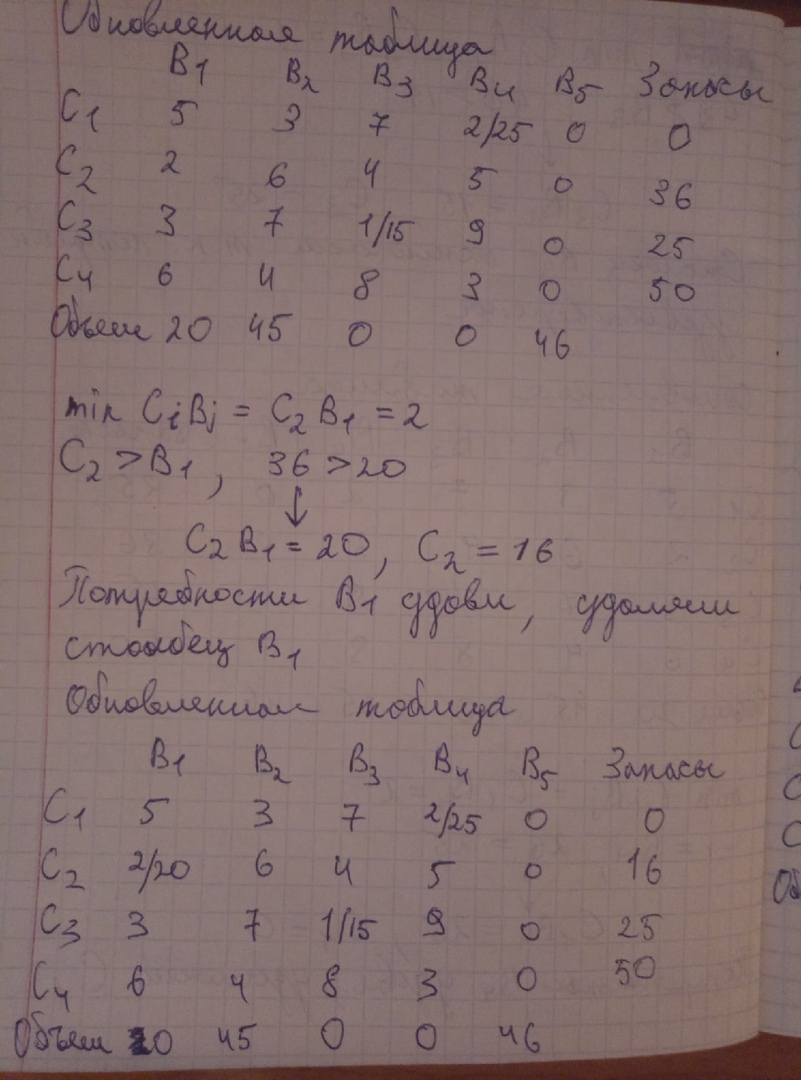 Обновленная таблица
B1 B2 B3 B4 B5 Запасы
C1 5 3 7 2/25 0 0
C2 2 6 4 5 0 36
C3 3 7 1/15 9 0 25
C4 6 4 8 3 0 50
Объем 20 45 0 0 46
min CiBj = C2B1 = 2
C2 > B1, 36 > 20
↓
C2B1 = 20, C2 = 16
Потребности B1 удовл, удаляем
столбец B1
Обновленная таблица
B1 B2 B3 B4 B5 Запасы
C1 5 3 7 2/25 0 0
C2 2/20 6 4 5 0 16
C3 3 7 1/15 9 0 25
C4 6 4 8 3 0 50
Объем 0 45 0 0 46